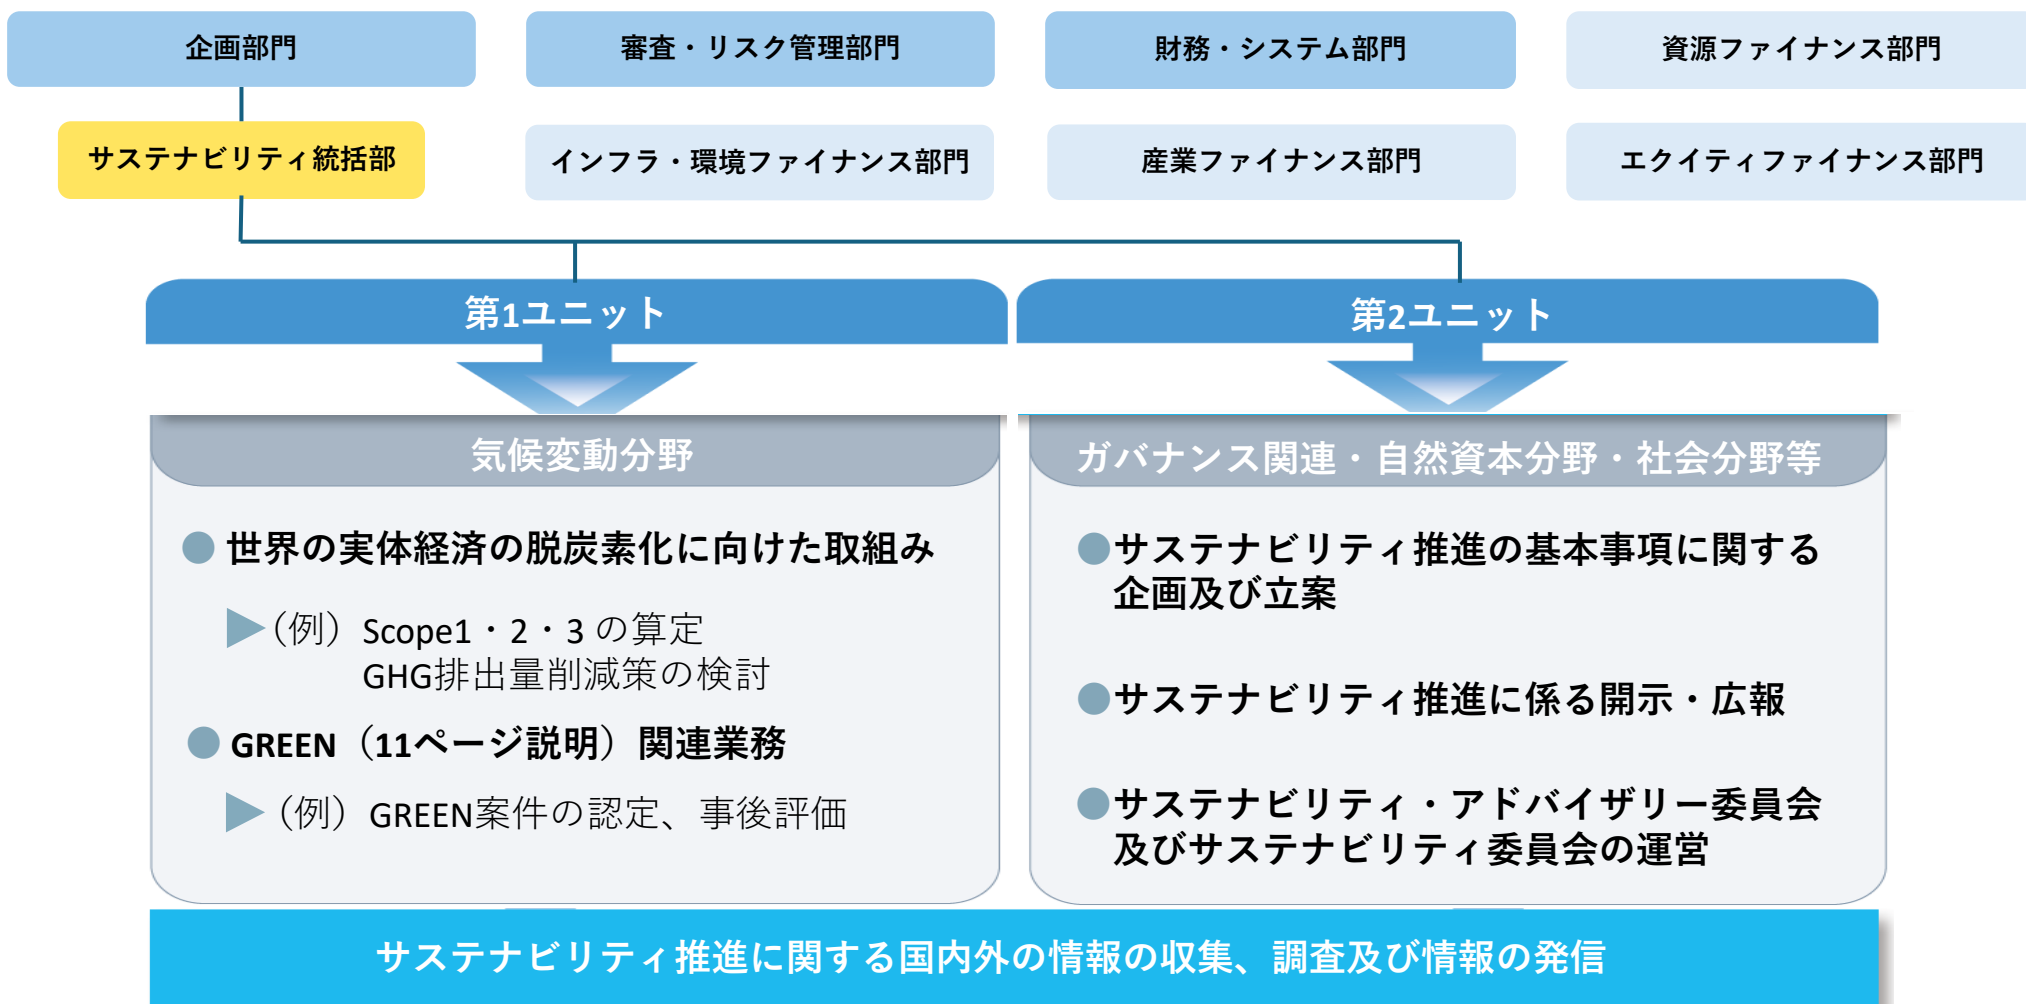 企画部門
審査・リスク管理部門
財務・システム部門
資源ファイナンス部門
サステナビリティ統括部
インフラ・環境ファイナンス部門
産業ファイナンス部門
エクイティファイナンス部門
第1ユニット
気候変動分野
世界の実体経済の脱炭素化に向けた取組み
（例）Scope1・2・3 の算定
GHG排出量削減策の検討
GREEN（11ページ説明）関連業務
（例）GREEN案件の認定、事後評価
第2ユニット
ガバナンス関連・自然資本分野・社会分野等
サステナビリティ推進の基本事項に関する
企画及び立案
サステナビリティ推進に係る開示・広報
サステナビリティ・アドバイザリー委員会
及びサステナビリティ委員会の運営
サステナビリティ推進に関する国内外の情報の収集、調査及び情報の発信